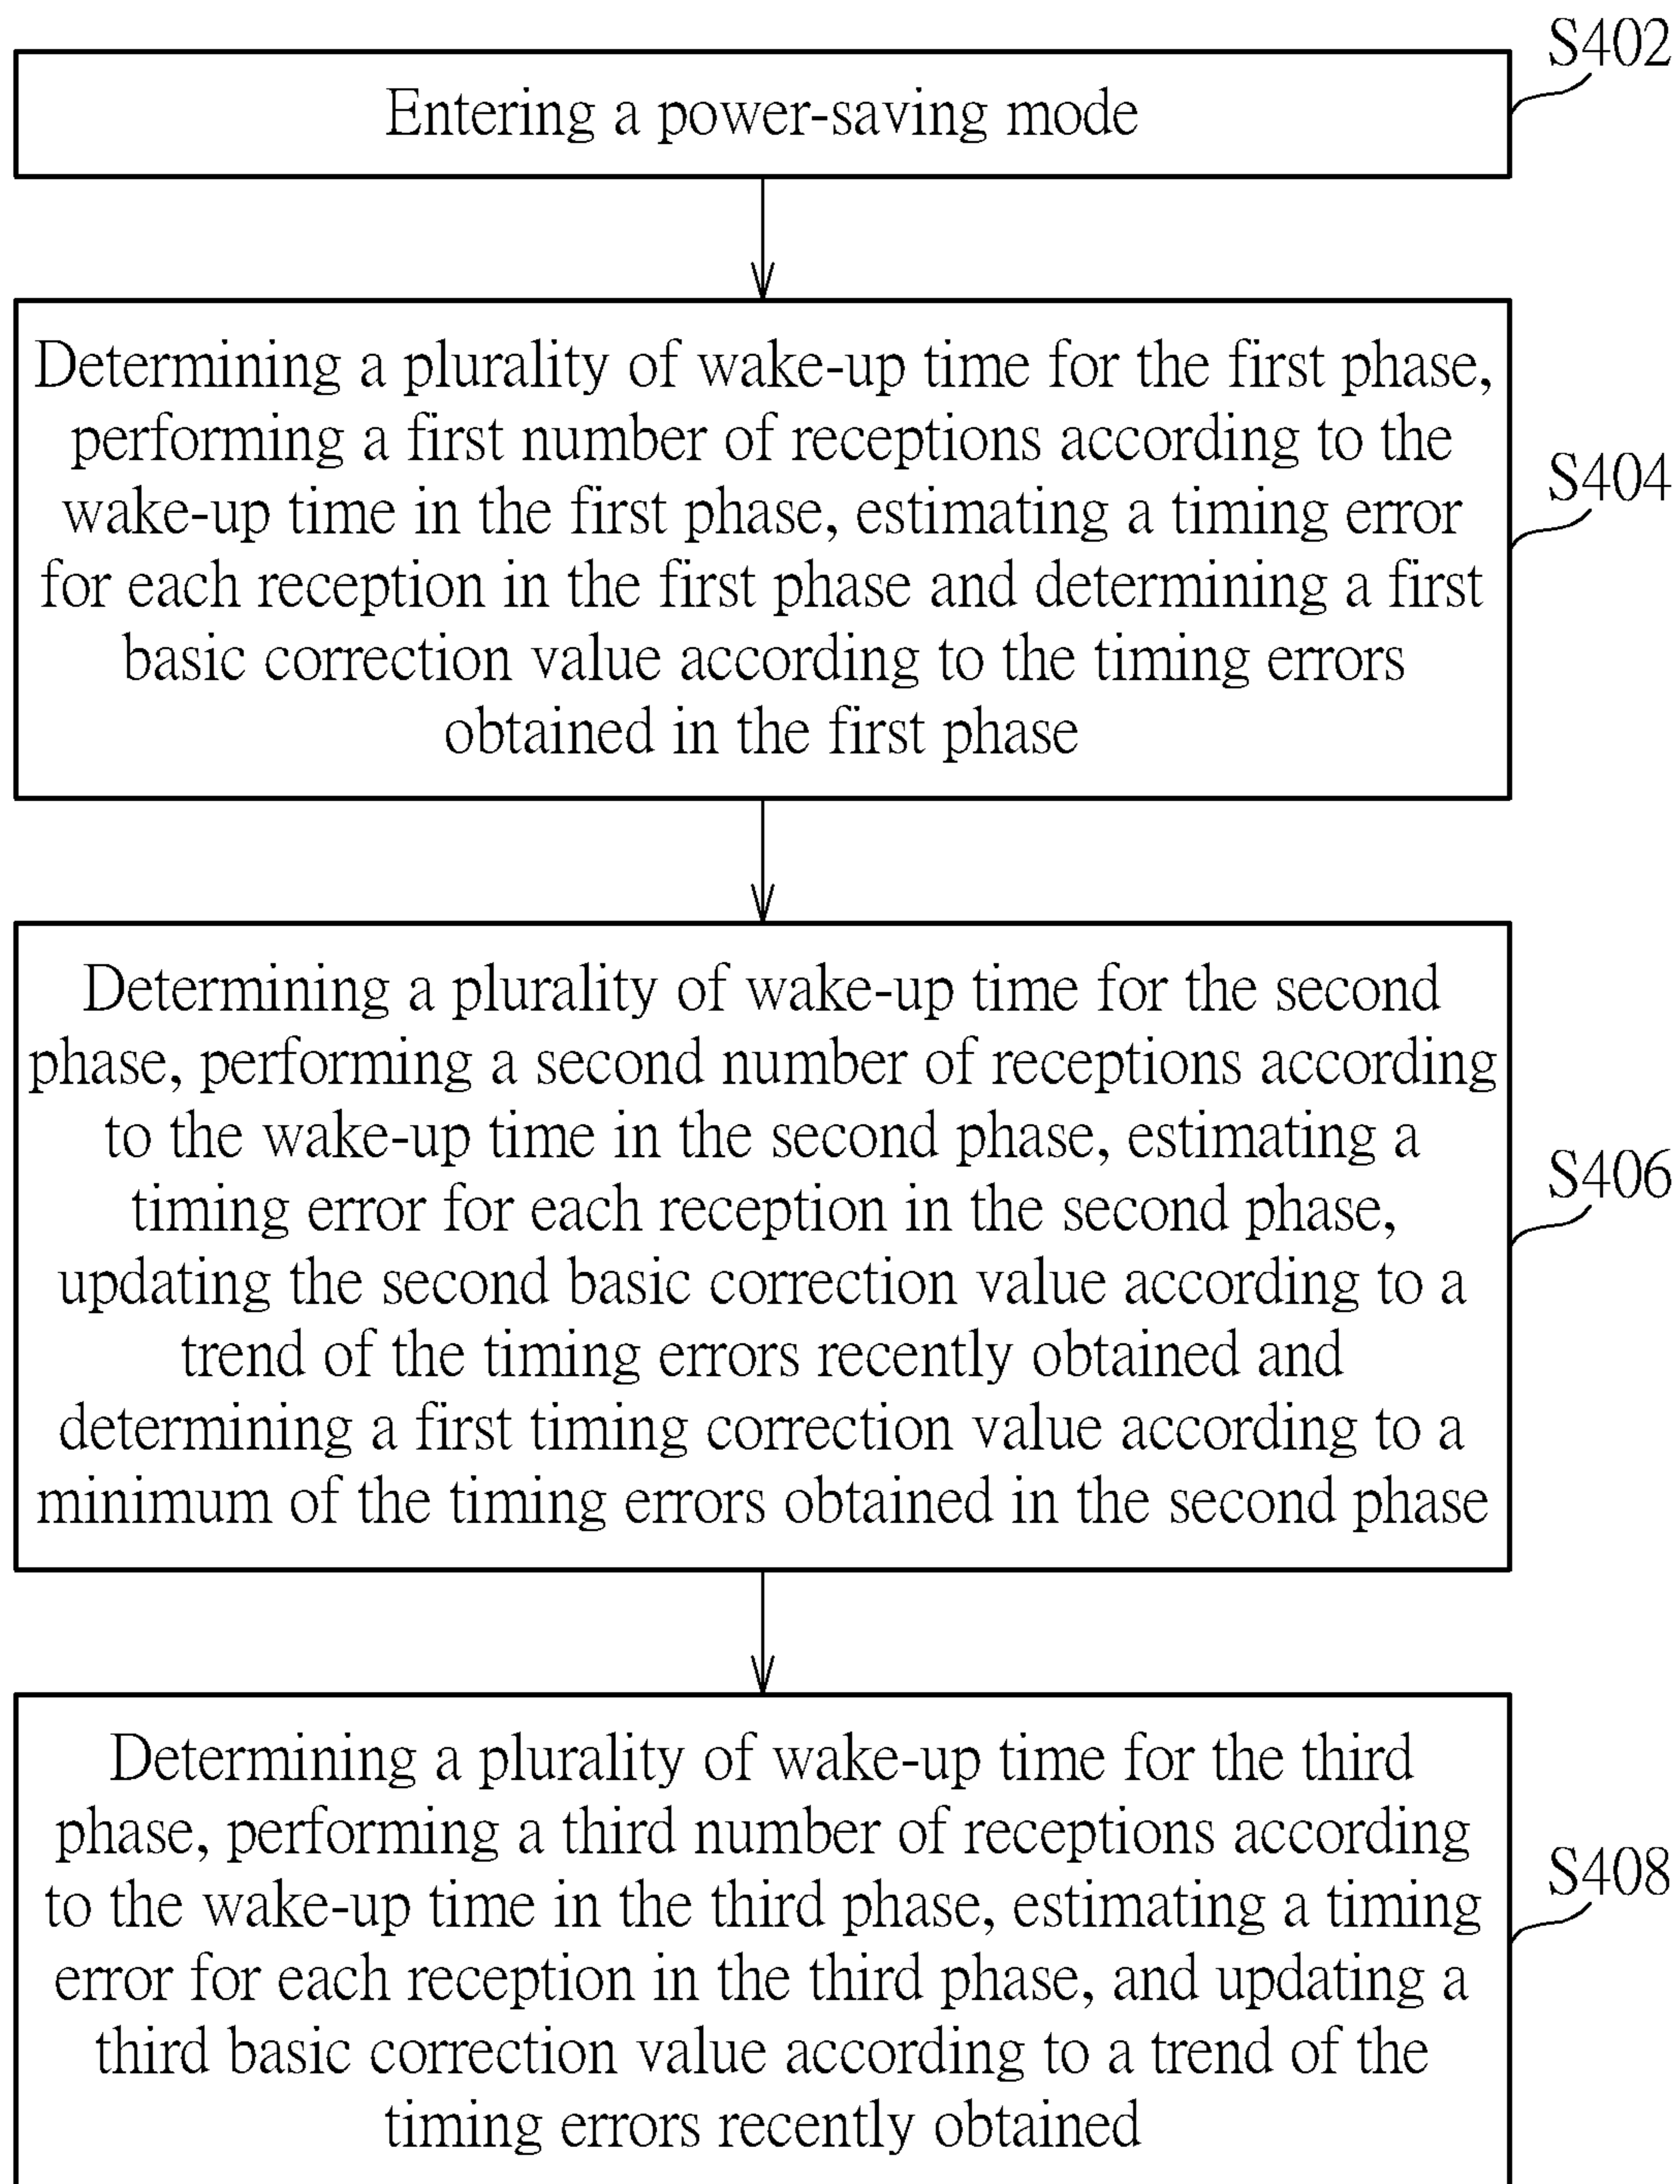 S402
Entering a power-saving mode
Determining a plurality of wake-up time for the first phase,
performing a first number of receptions according to the
wake-up time in the first phase, estimating a timing error
for each reception in the first phase and determining a first
basic correction value according to the timing errors
obtained in the first phase
S404
Determining a plurality of wake-up time for the second
phase, performing a second number of receptions according
to the wake-up time in the second phase, estimating a
timing error for each reception in the second phase,
updating the second basic correction value according to a
trend of the timing errors recently obtained and
determining a first timing correction value according to a
minimum of the timing errors obtained in the second phase
S406
Determining a plurality of wake-up time for the third
phase, performing a third number of receptions according
to the wake-up time in the third phase, estimating a timing
error for each reception in the third phase, and updating a
third basic correction value according to a trend of the
timing errors recently obtained
S408